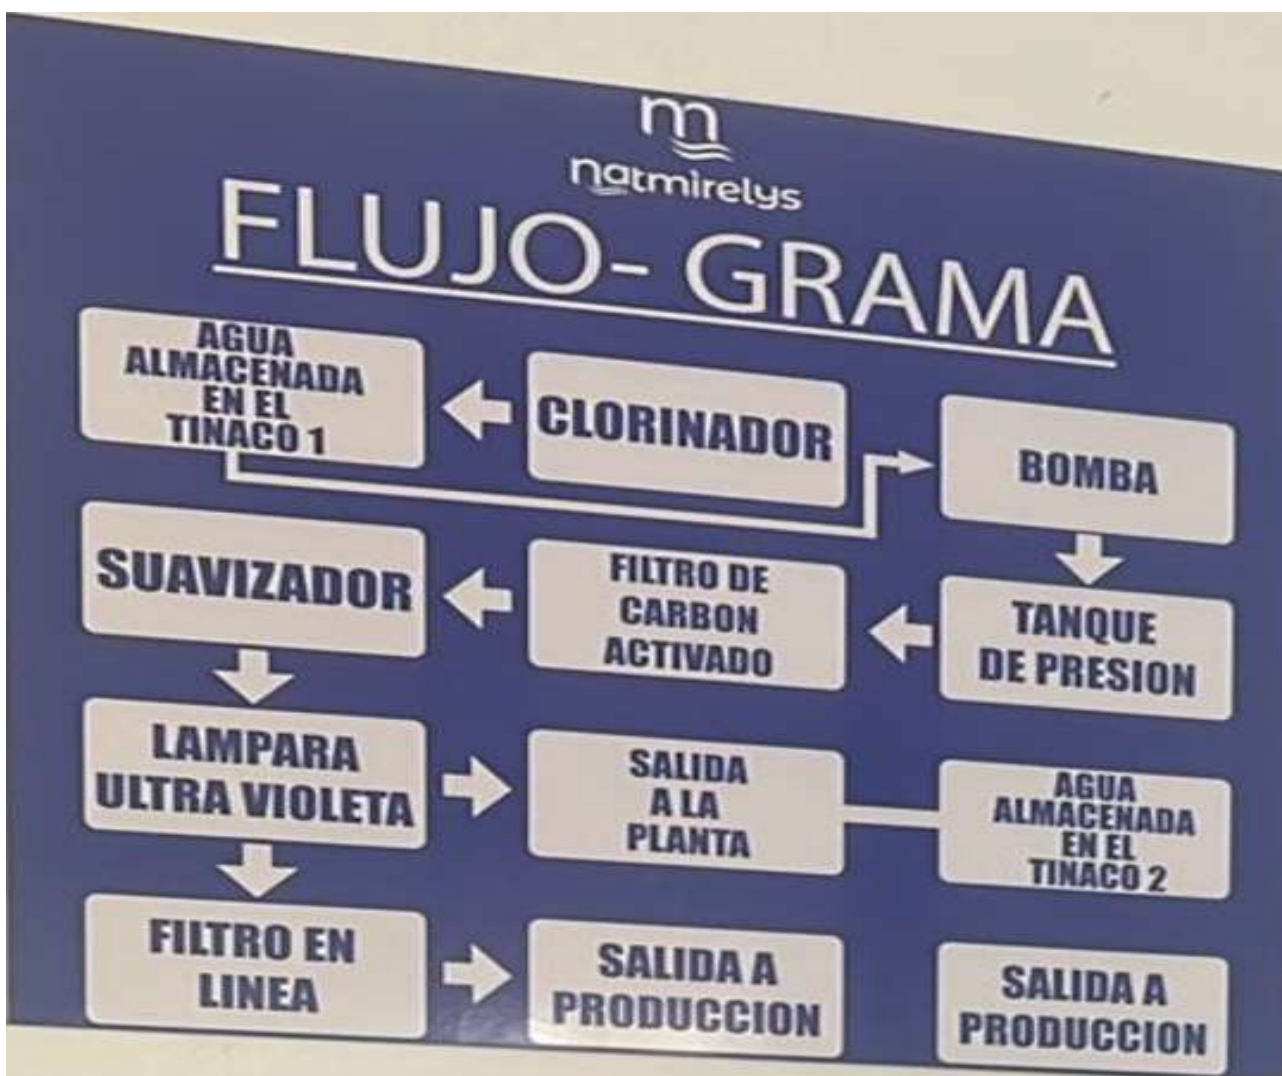 m
natmirelys
FLUJO- GRAMA
AGUA
ALMACENADA
EN EL
TINACO 1
CLORINADOR
BOMBA
SUAVIZADOR
FILTRO DE
CARBON
ACTIVADO
TANQUE
DE PRESION
LAMPARA
ULTRA VIOLETA
SALIDA
A LA
PLANTA
AGUA
ALMACENADA
EN EL
TINACO 2
FILTRO EN
LINEA
SALIDA A
PRODUCCION
SALIDA A
PRODUCCION